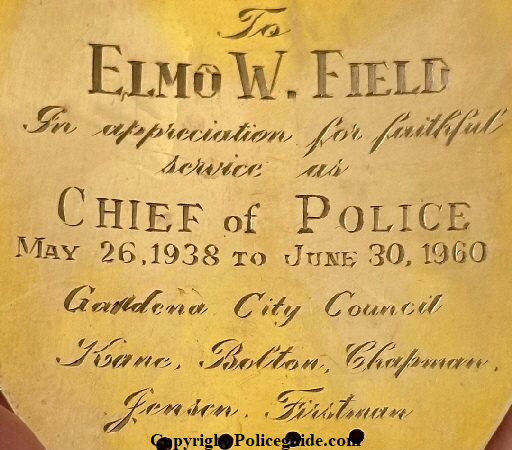 To
ELMO W. FIELD
In appreciation for faithful
service as
CHIEF of POLICE
MAY 26, 1938 TO JUNE 30, 1960
Gardena City Council
Kane, Bolton, Chapman,
Jensen, Firstman
Copyright Policeguide.com